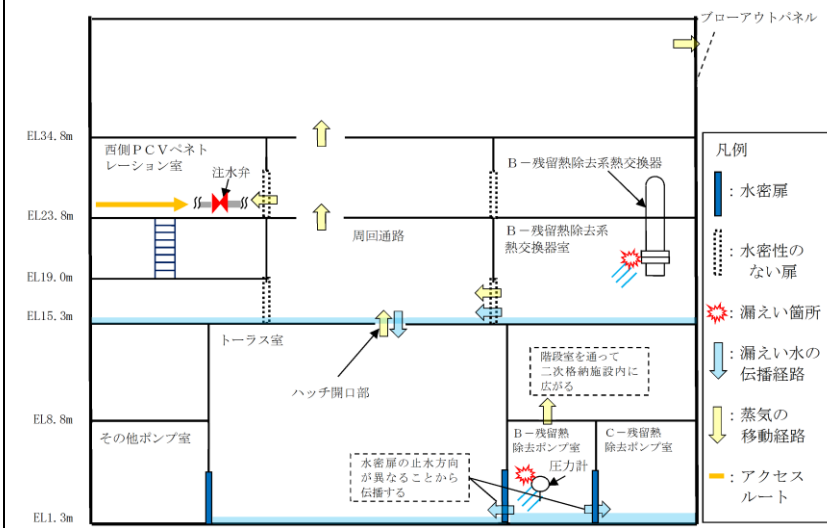 ブローアウトパネル
EL34.8m
西側PCVペネト
レーション室
注水弁
B-残留熱除去系熱交換器
EL23.8m
周回通路
B-残留熱除去系
熱交換器室
EL19.0m
EL15.3m
トーラス室
ハッチ開口部
階段室を通って
二次格納施設内に
広がる
EL8.8m
その他ポンプ室
B-残留熱
除去ポンプ室
C-残留熱
除去ポンプ室
圧力計
水密扉の止水方向
が異なることから
伝播する
EL1.3m
凡例
:水密扉
:水密性の
ない扉
:漏えい箇所
:漏えい水の
伝播経路
:蒸気の
移動経路
:アクセス
ルート